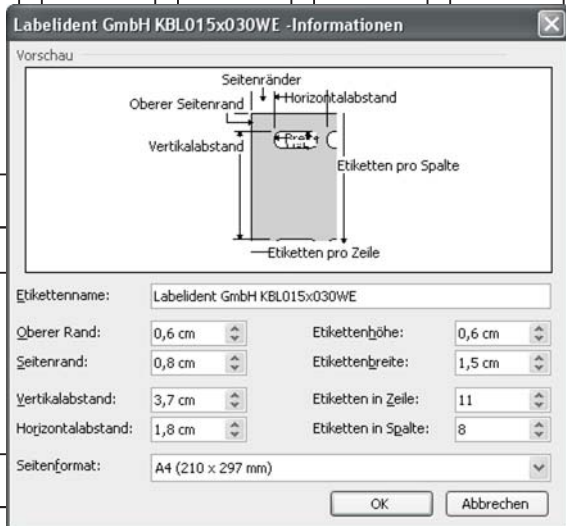 Labelident GmbH KBL015x030WE -Informationen
Vorschau
Seitenränder
Oberer Seitenrand
Horizontalabstand
Vertikalabstand
Etiketten pro Spalte
Etiketten pro Zeile
Etikettenname: Labelident GmbH KBL015x030WE
Oberer Rand: 0,6 cm Etikettenhöhe: 0,6 cm
Seitenrand: 0,8 cm Etikettenbreite: 1,5 cm
Vertikalabstand: 3,7 cm Etiketten in Zeile: 11
Horizontalabstand: 1,8 cm Etiketten in Spalte: 8
Seitenformat: A4 (210 x 297 mm)
OK Abbrechen